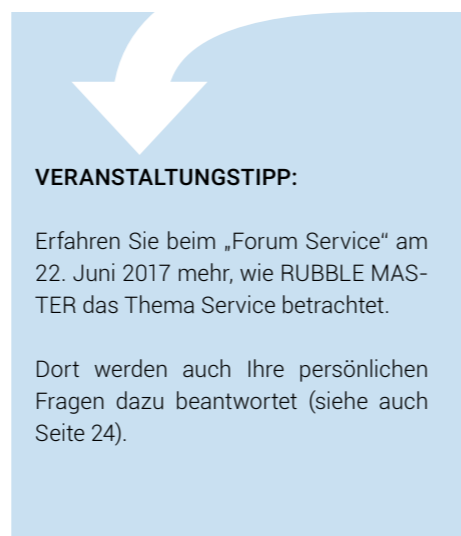 VERANSTALTUNGSTIPP:
Erfahren Sie beim „Forum Service“ am
22. Juni 2017 mehr, wie RUBBLE MAS-
TER das Thema Service betrachtet.
Dort werden auch Ihre persönlichen
Fragen dazu beantwortet (siehe auch
Seite 24).